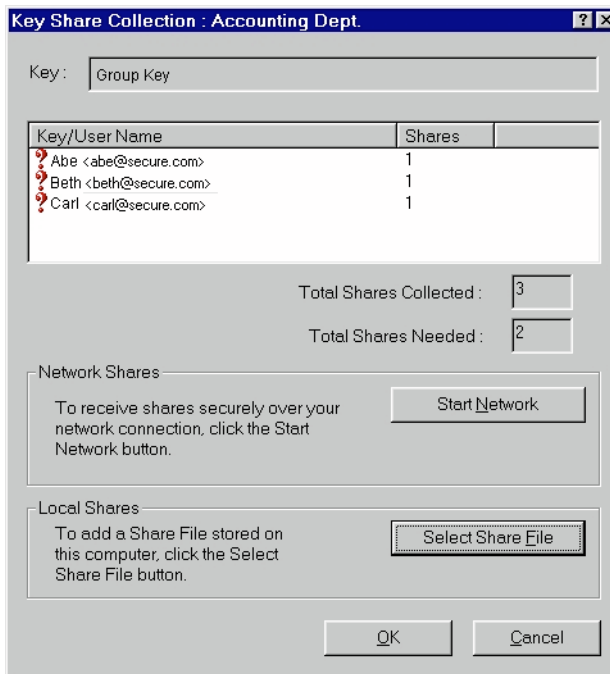 Key Share Collection : Accounting Dept.
Key : Group Key
Key/User Name Shares
Abe <abe@secure.com> 1
Beth <beth@secure.com> 1
Carl <carl@secure.com> 1
Total Shares Collected : 3
Total Shares Needed : 2
Network Shares
To receive shares securely over your
network connection, click the Start
Network button.
Start Network
Local Shares
To add a Share File stored on
this computer, click the Select
Share File button.
Select Share File
OK Cancel